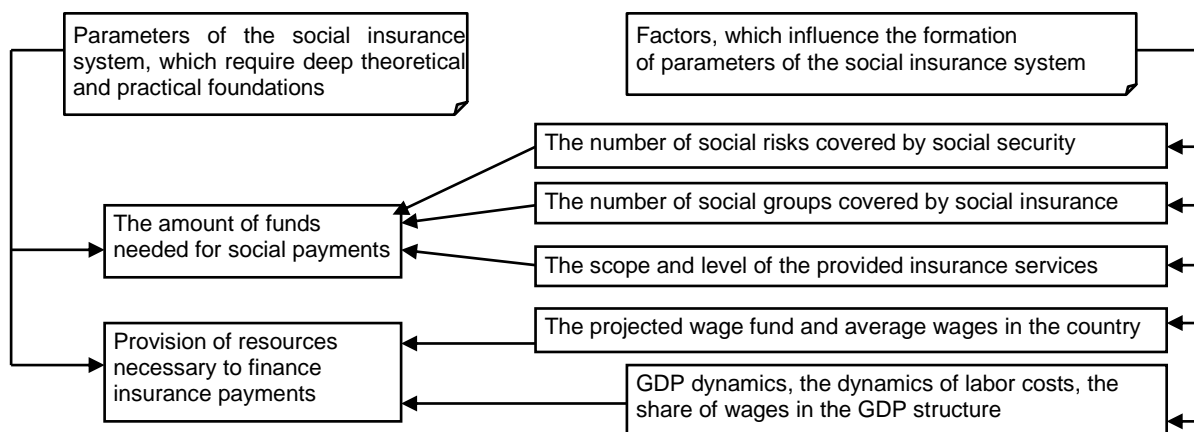 Parameters of the social insurance
system, which require deep theoretical
and practical foundations
Factors, which influence the formation
of parameters of the social insurance system
The number of social risks covered by social security
The number of social groups covered by social insurance
The amount of funds
needed for social payments
The scope and level of the provided insurance services
The projected wage fund and average wages in the country
Provision of resources
necessary to finance
insurance payments
GDP dynamics, the dynamics of labor costs, the
share of wages in the GDP structure